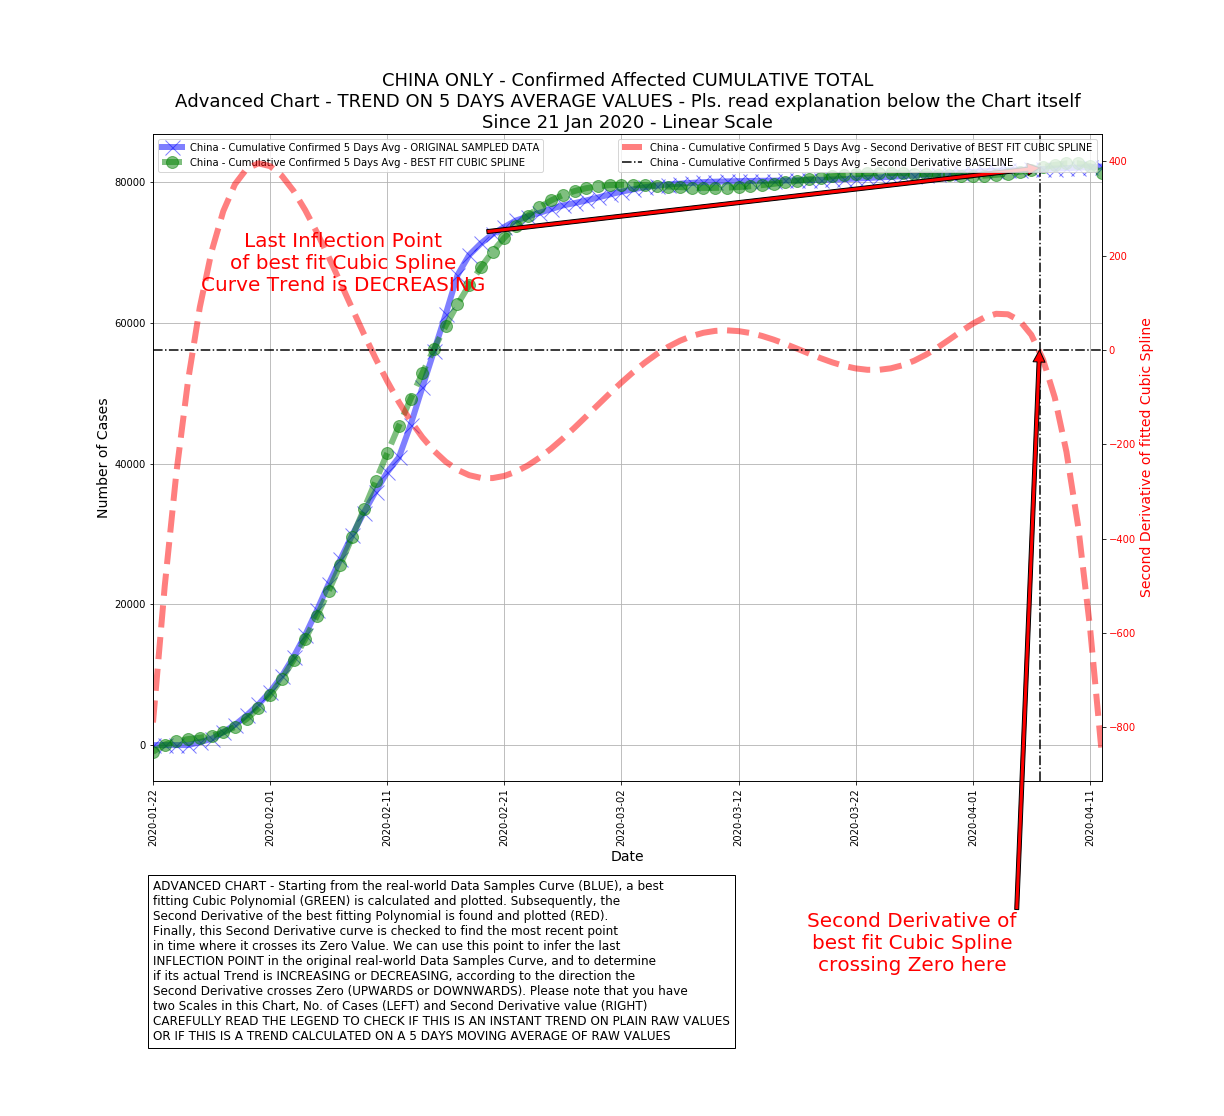 CHINA ONLY - Confirmed Affected CUMULATIVE TOTAL
Advanced Chart - TREND ON 5 DAYS AVERAGE VALUES - Pls. read explanation below the Chart itself
Since 21 Jan 2020 - Linear Scale
China - Cumulative Confirmed 5 Days Avg - ORIGINAL SAMPLED DATA
China - Cumulative Confirmed 5 Days Avg - BEST FIT CUBIC SPLINE
China - Cumulative Confirmed 5 Days Avg - Second Derivative of BEST FIT CUBIC SPLINE
China - Cumulative Confirmed 5 Days Avg - Second Derivative BASELINE
Last Inflection Point
of best fit Cubic Spline
Curve Trend is DECREASING
Number of Cases
80000
60000
40000
20000
0
400
200
0
−200
−400
−600
−800
Second Derivative of fitted Cubic Spline
2020-01-22
2020-02-01
2020-02-11
2020-02-21
2020-03-02
2020-03-12
2020-03-22
2020-04-01
2020-04-11
Date
ADVANCED CHART - Starting from the real-world Data Samples Curve (BLUE), a best
fitting Cubic Polynomial (GREEN) is calculated and plotted. Subsequently, the
Second Derivative of the best fitting Polynomial is found and plotted (RED).
Finally, this Second Derivative curve is checked to find the most recent point
in time where it crosses its Zero Value. We can use this point to infer the last
INFLECTION POINT in the original real-world Data Samples Curve, and to determine
if its actual Trend is INCREASING or DECREASING, according to the direction the
Second Derivative crosses Zero (UPWARDS or DOWNWARDS). Please note that you have
two Scales in this Chart, No. of Cases (LEFT) and Second Derivative value (RIGHT)
CAREFULLY READ THE LEGEND TO CHECK IF THIS IS AN INSTANT TREND ON PLAIN RAW VALUES
OR IF THIS IS A TREND CALCULATED ON A 5 DAYS MOVING AVERAGE OF RAW VALUES
Second Derivative of
best fit Cubic Spline
crossing Zero here